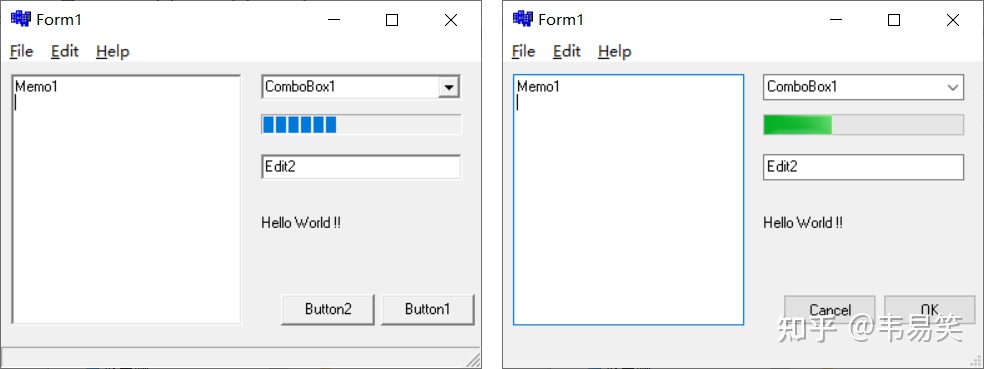 Form1
File Edit Help
Memo1
ComboBox1
Edit2
Hello World !!
Button2 Button1
Form1
File Edit Help
Memo1
ComboBox1
Edit2
Hello World !!
Cancel OK
知乎 @韦易笑